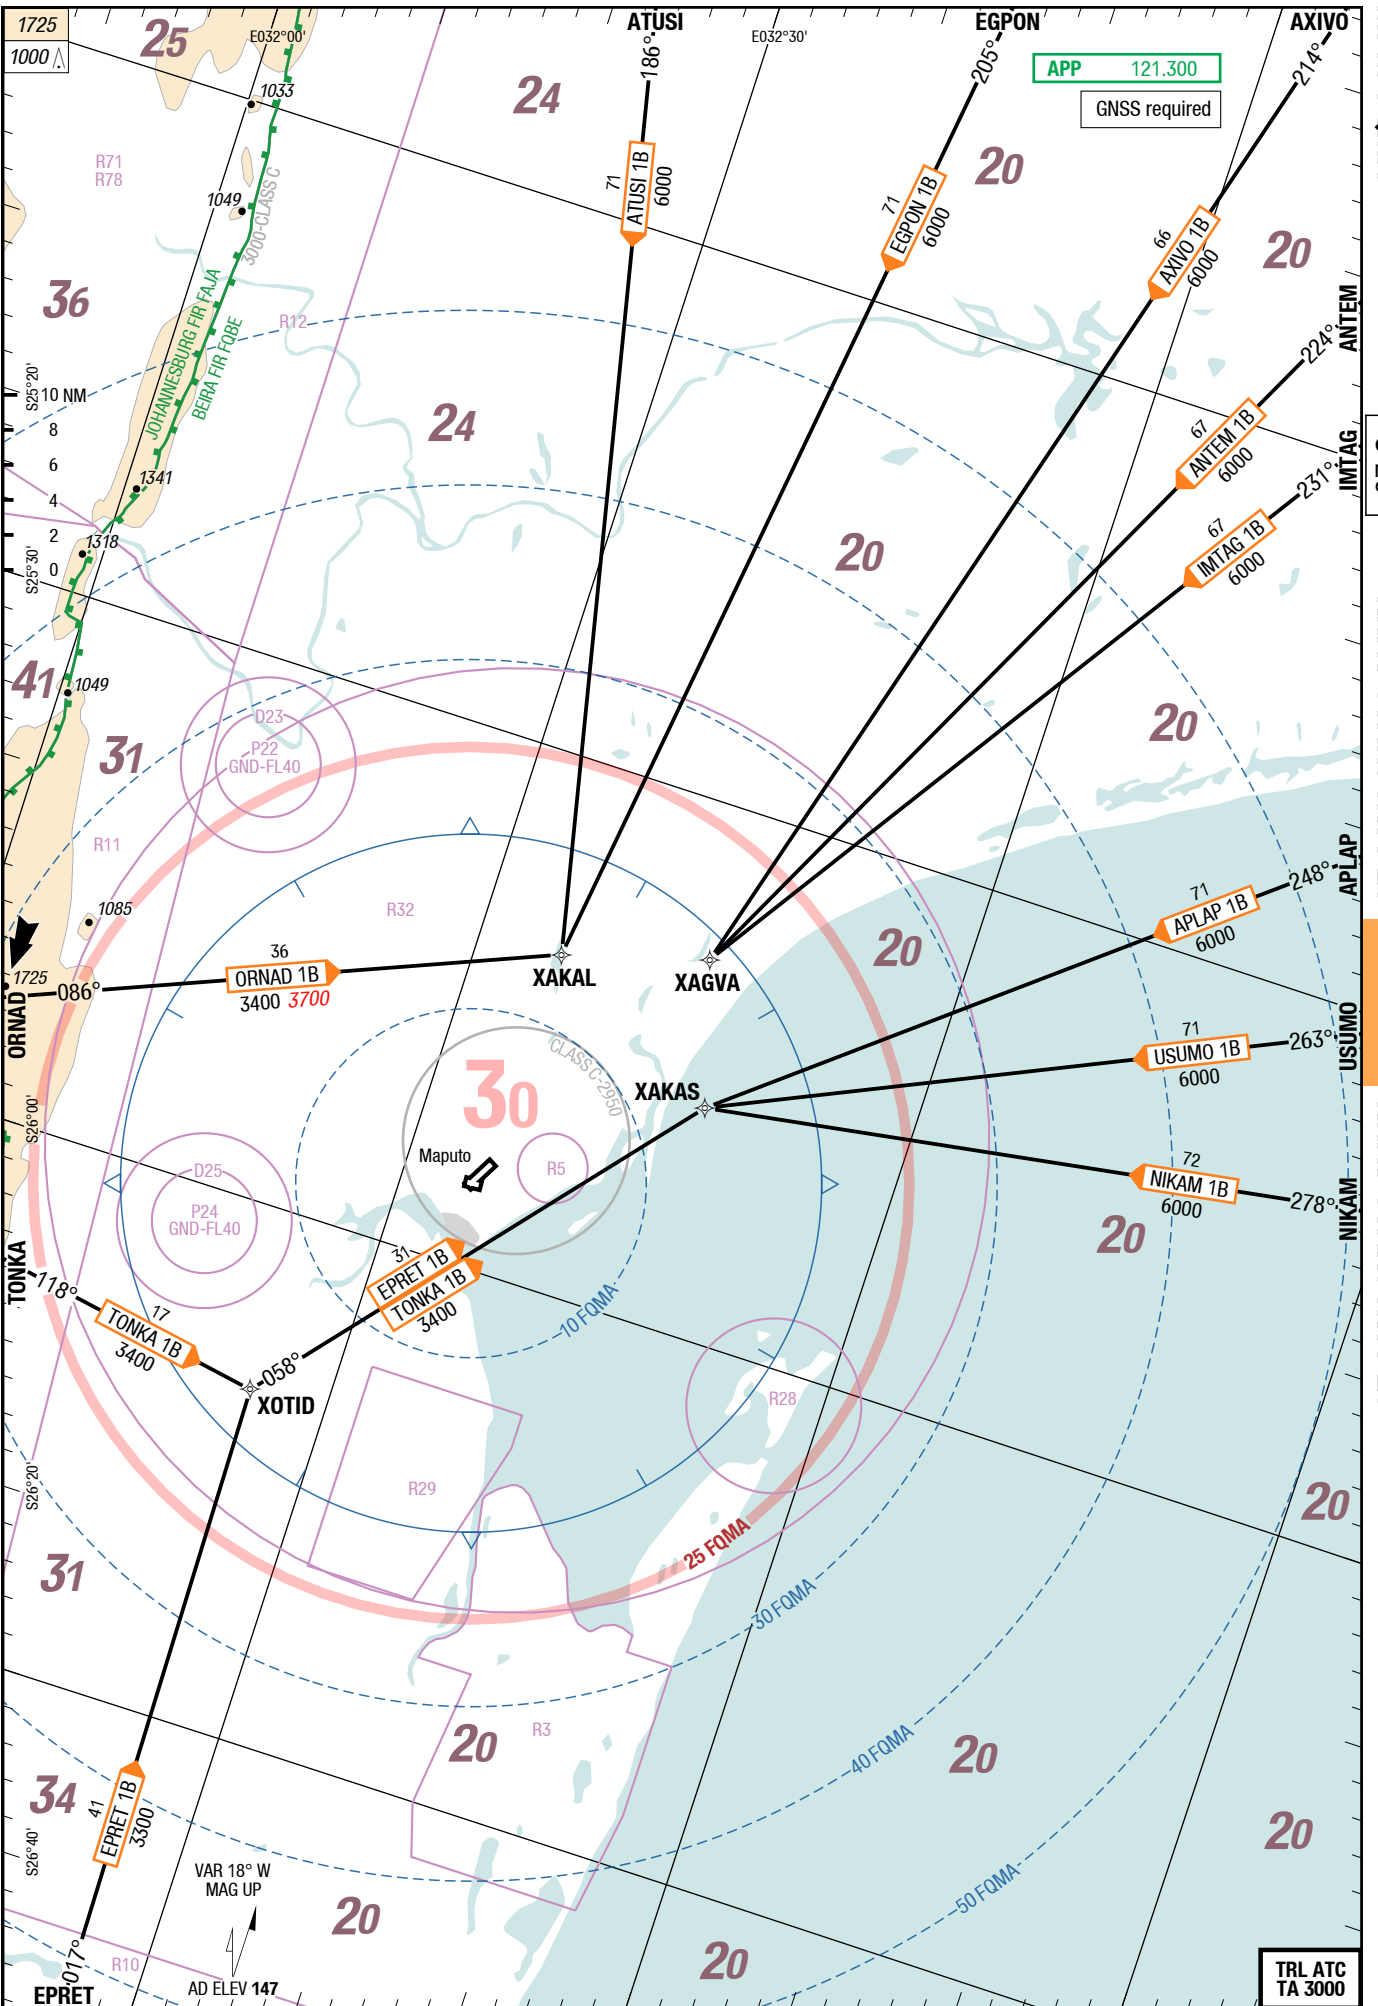 1725
1000
25
E032°00'
ATUSI
E032°30'
EGPON
AXIVO
186°
205°
214°
APP 121.300
GNSS required
24
1033
R71
R78
20
71
ATUSI 1B
6000
71
EGPON 1B
6000
66
AXIVO 1B
6000
20
1049
3000-CLASS C
36
R12
JOHANNESBURG FIR FAJA
BEIRA FIR FQBE
ANTEM
224°
S25°20'
10 NM
8
6
4
2
0
S25°30'
24
67
ANTEM 1B
6000
IMTAG
231°
1341
1318
67
IMTAG 1B
6000
20
41
1049
31
D23
P22
GND-FL40
20
R11
APLAP
248°
71
APLAP 1B
6000
R32
1085
20
36
ORNAD 1B
3400 3700
XAKAL
XAGVA
1725
086°
ORNAD
USUMO
263°
71
USUMO 1B
6000
CLASS C-2950
30
XAKAS
S26°00'
Maputo
R5
D25
P24
GND-FL40
72
NIKAM 1B
6000
278°
NIKAM
20
TONKA
118°
17
TONKA 1B
3400
31
EPRET 1B
TONKA 1B
3400
10 FQMA
058°
XOTID
R28
R29
S26°20'
20
25 FQMA
31
30 FQMA
R3
20
40 FQMA
20
34
41
EPRET 1B
3300
S26°40'
20
VAR 18° W
MAG UP
50 FQMA
20
R10
017°
20
AD ELEV 147
EPRET
TRL ATC
TA 3000